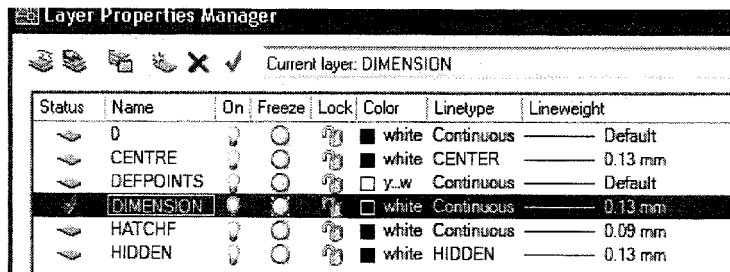 Layer Properties Manager
Current layer: DIMENSION
Status Name On Freeze Lock Color Linetype Lineweight
0 white Continuous Default
CENTRE white CENTER 0.13 mm
DEFPOINTS y...w Continuous Default
DIMENSION white Continuous 0.13 mm
HATCHF white Continuous 0.09 mm
HIDDEN white HIDDEN 0.13 mm